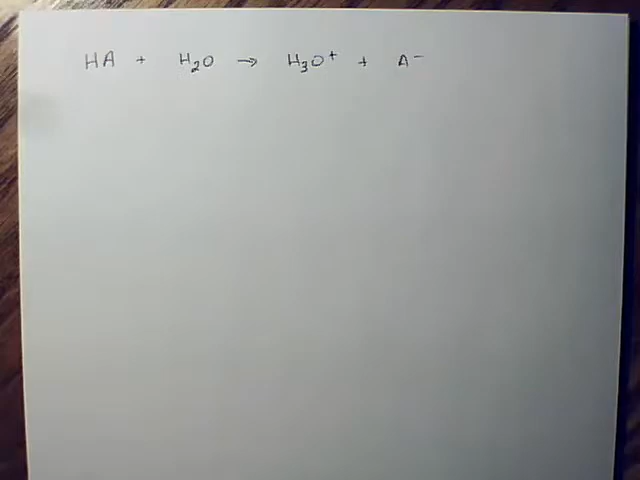 HA + H₂O → H₃O⁺ + A⁻